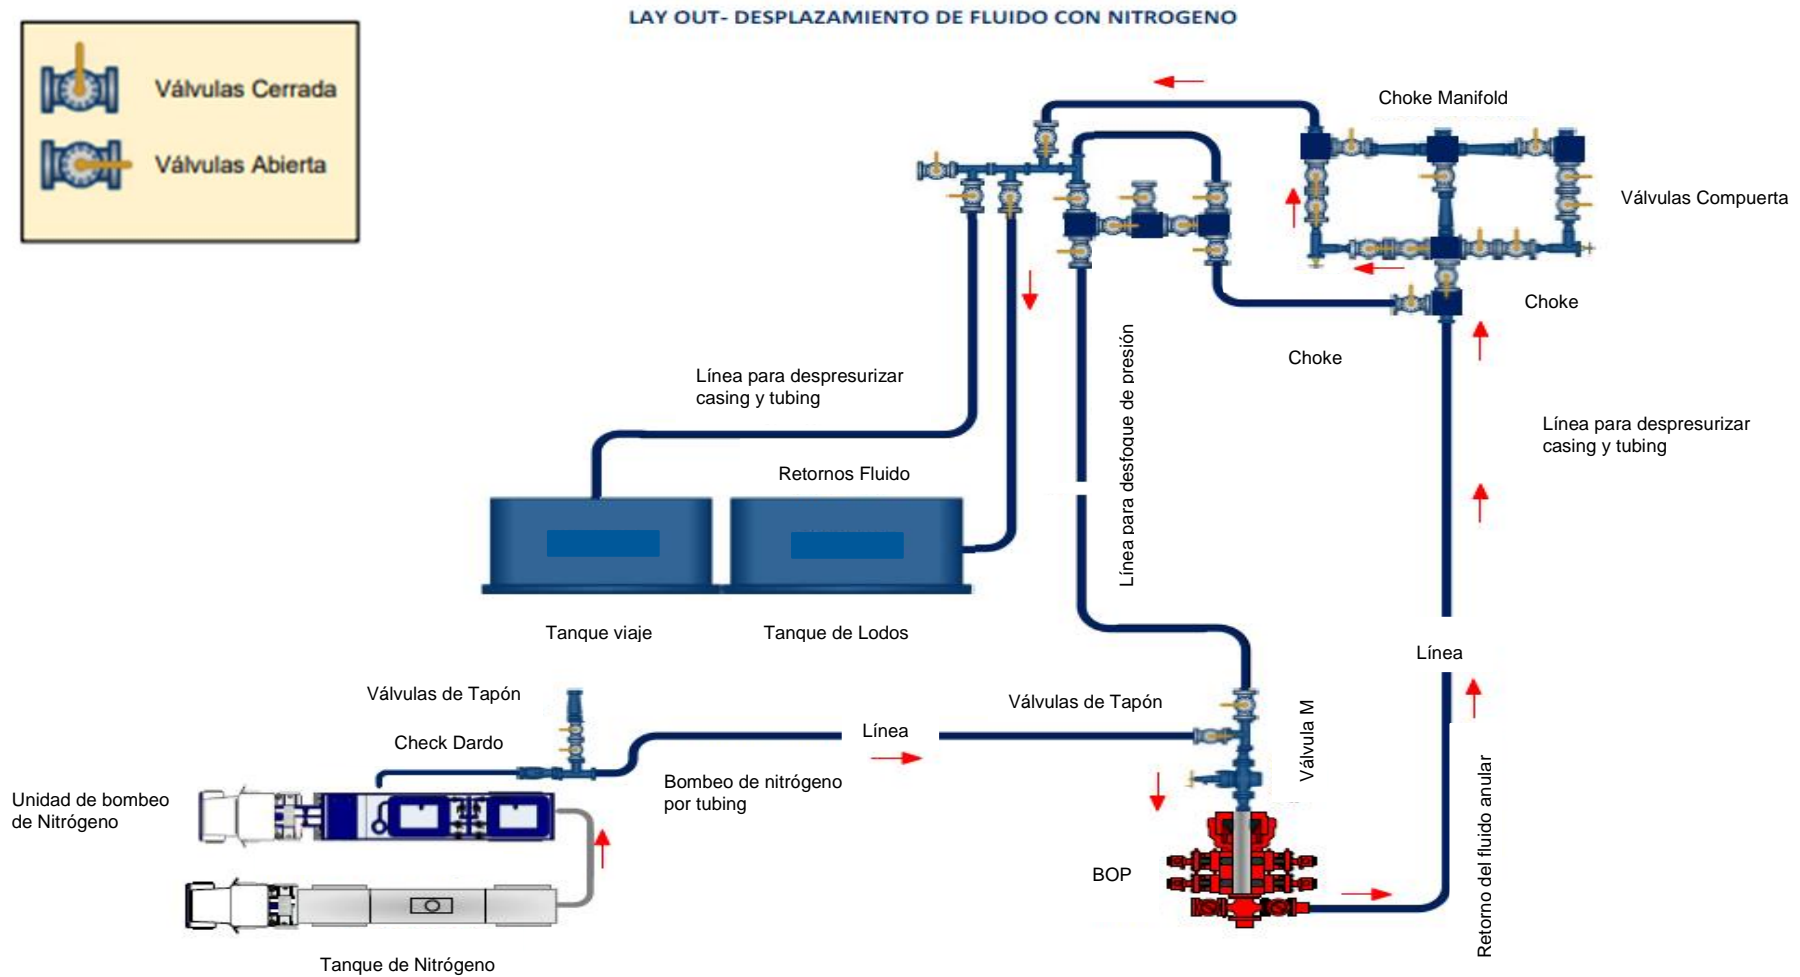 LAY OUT- DESPLAZAMIENTO DE FLUIDO CON NITROGENO
Válvulas Cerrada
Válvulas Abierta
Choke Manifold
Válvulas Compuerta
Choke
Choke
Línea para despresurizar
casing y tubing
Línea para desfoque de presión
Línea para despresurizar
casing y tubing
Retornos Fluido
Tanque viaje
Tanque de Lodos
Línea
Válvulas de Tapón
Válvulas de Tapón
Válvula M
Check Dardo
Línea
Bombeo de nitrógeno
por tubing
Unidad de bombeo
de Nitrógeno
BOP
Retorno del fluido anular
Tanque de Nitrógeno